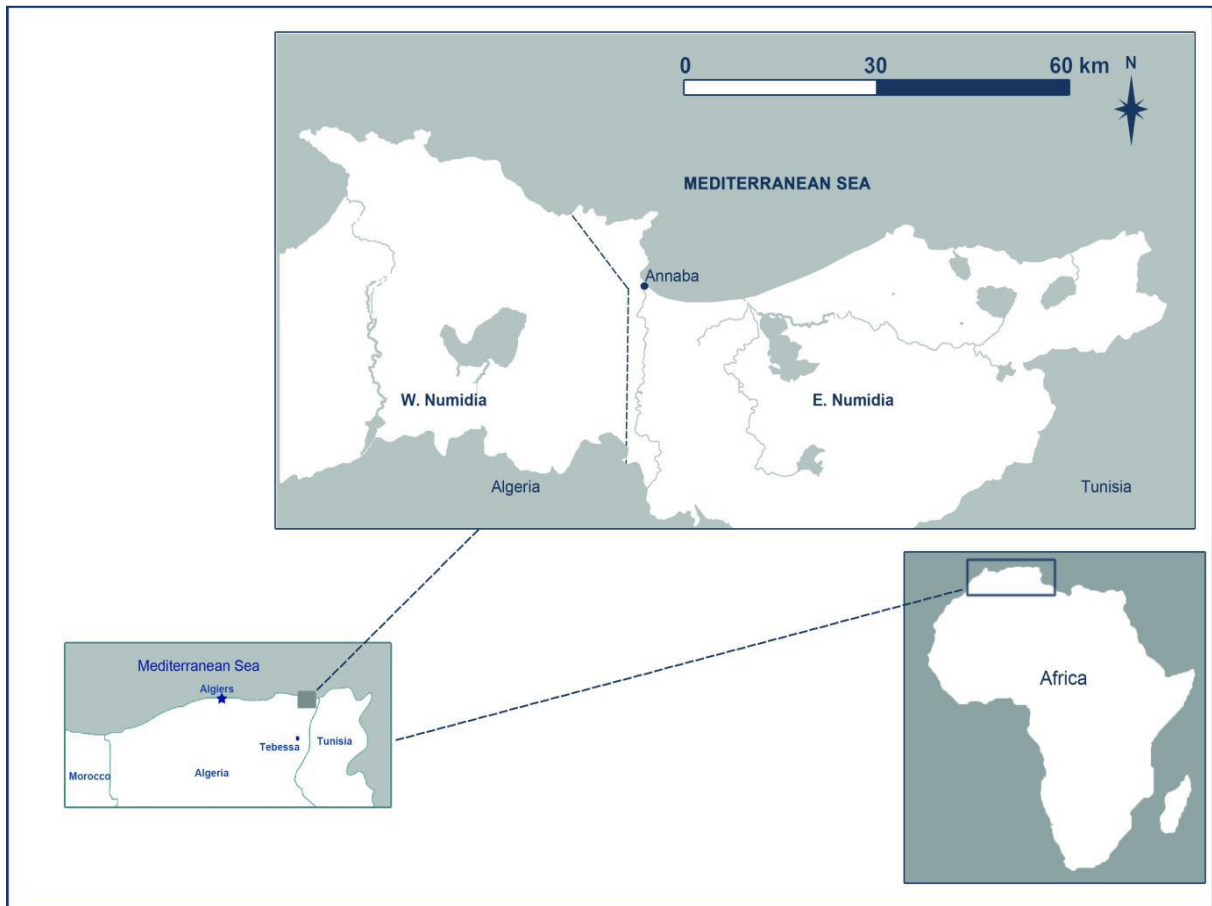 0 30 60 km N
MEDITERRANEAN SEA
Annaba
W. Numidia E. Numidia
Algeria Tunisia
Mediterranean Sea
Algiers
Tebessa Tunisia
Morocco Algeria
Africa